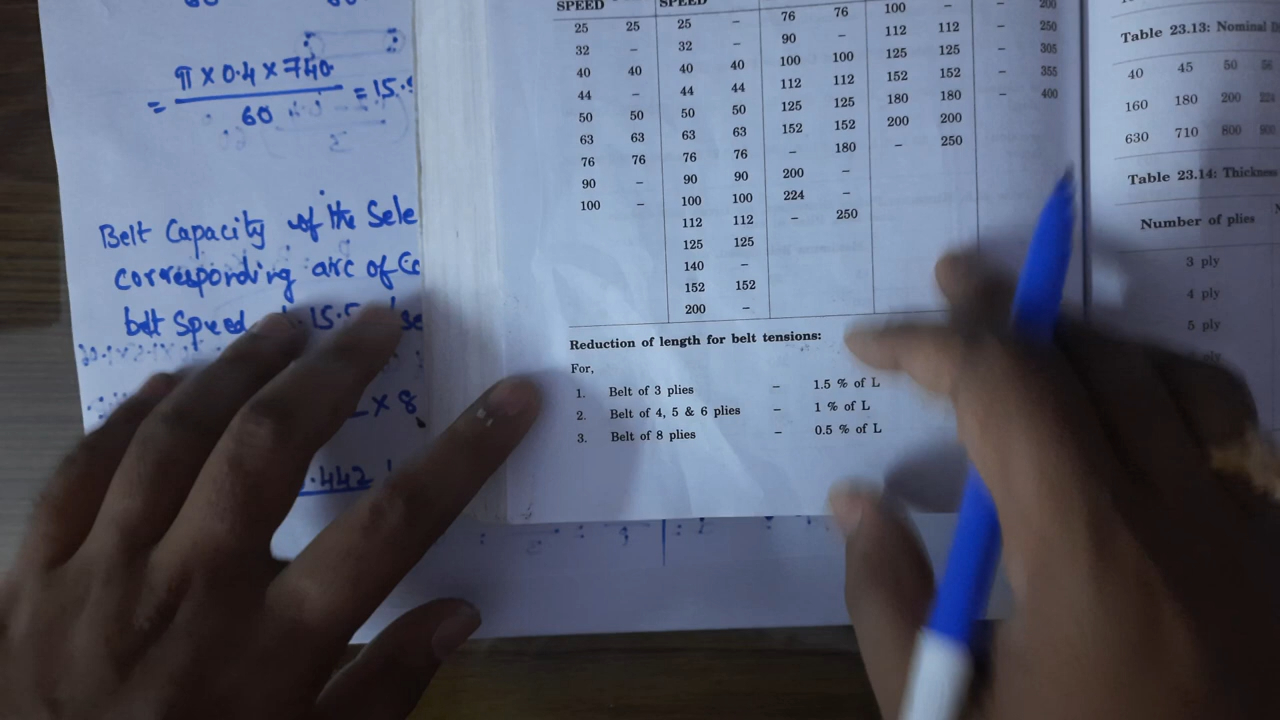 = π × 0.4 × 740
60
= 15.
Belt Capacity of the Sele
corresponding arc of Co
belt Speed 15.
× 8
.442
SPEED SPEED
25 25 25 – 76 76 100 – – 200
32 – 32 – 90 – 112 112 – 250
40 40 40 40 100 100 125 125 – 305
44 – 44 44 112 112 152 152 – 355
50 50 50 50 125 125 180 180 – 400
63 63 63 63 152 152 200 200
76 76 76 76 – 180 – 250
90 – 90 90 200 –
100 – 100 100 224 –
112 112 – 250
125 125
140 –
152 152
200 –
Reduction of length for belt tensions:
For,
1. Belt of 3 plies – 1.5 % of L
2. Belt of 4, 5 & 6 plies – 1 % of L
3. Belt of 8 plies – 0.5 % of L
Table 23.13: Nominal
40 45 50 56
160 180 200 224
630 710 800 900
Table 23.14: Thickness
Number of plies
3 ply
4 ply
5 ply
ply